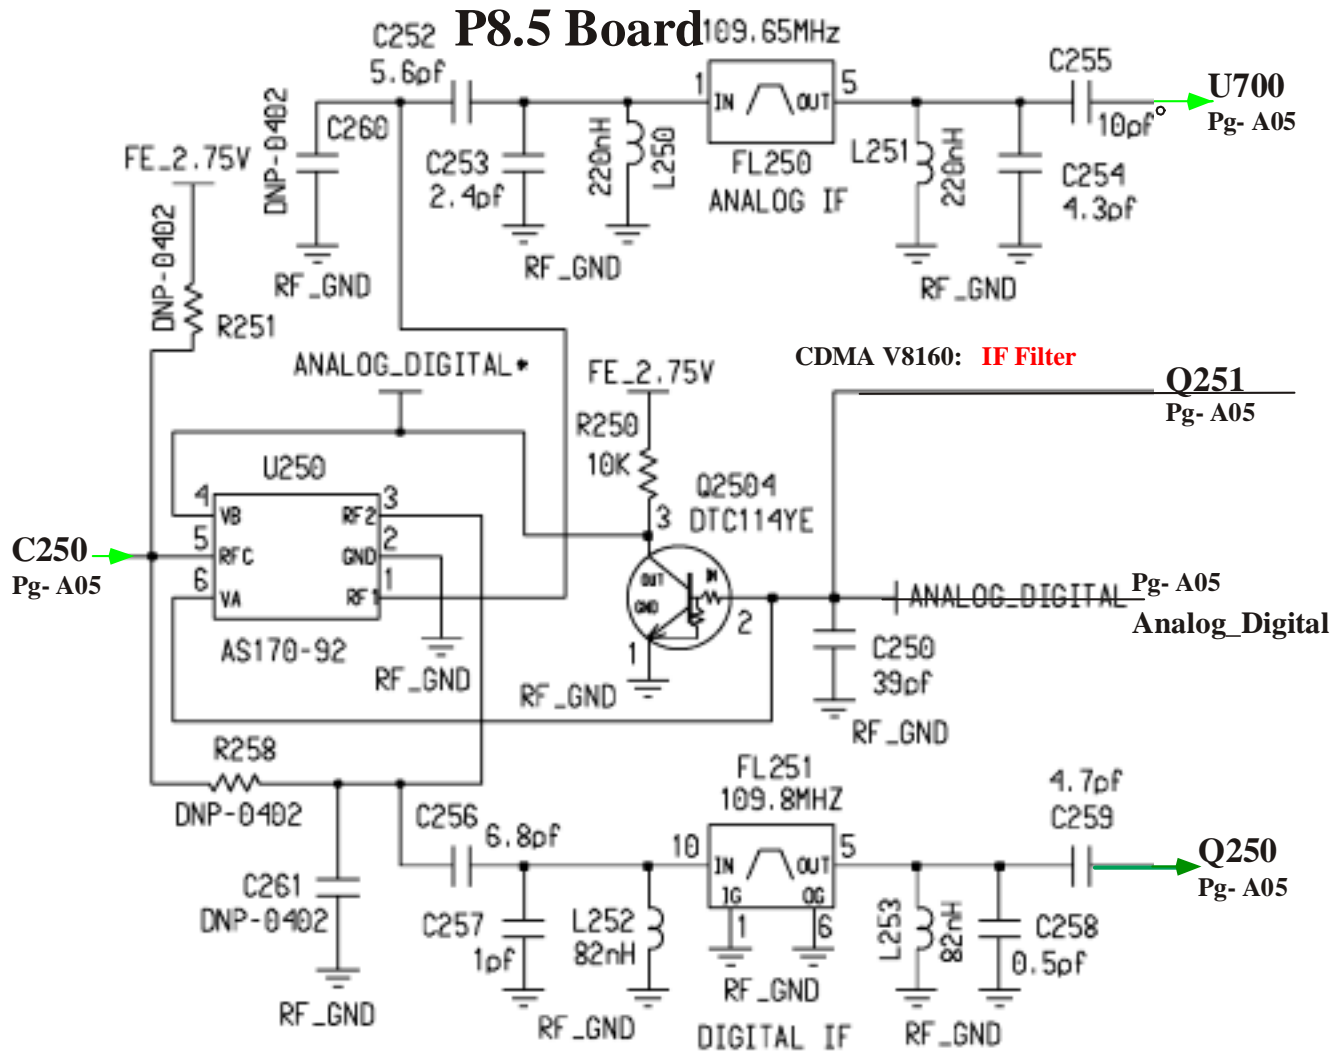 P8.5 Board
C252
5.6pf
109.65MHz
1
IN
OUT
5
FL250
ANALOG IF
C255
10pf
U700
Pg- A05
DNP-0402
C260
RF_GND
FE_2.75V
DNP-0402
R251
C253
2.4pf
220nH
L250
RF_GND
L251
220nH
C254
4.3pf
RF_GND
CDMA V8160: IF Filter
Q251
Pg- A05
ANALOG_DIGITAL*
FE_2.75V
R250
10K
Q2504
DTC114YE
3
OUT
IN
GND
2
1
RF_GND
U250
4
VB
RF2
3
5
RFC
GND
2
6
VA
RF1
1
AS170-92
RF_GND
C250
Pg- A05
ANALOG_DIGITAL
Pg- A05
Analog_Digital
C250
39pf
RF_GND
R258
DNP-0402
C261
DNP-0402
RF_GND
C256
6.8pf
C257
1pf
L252
82nH
RF_GND
FL251
109.8MHZ
10
IN
OUT
5
IG
OG
1
6
RF_GND
DIGITAL IF
L253
82nH
C258
0.5pf
RF_GND
4.7pf
C259
Q250
Pg- A05